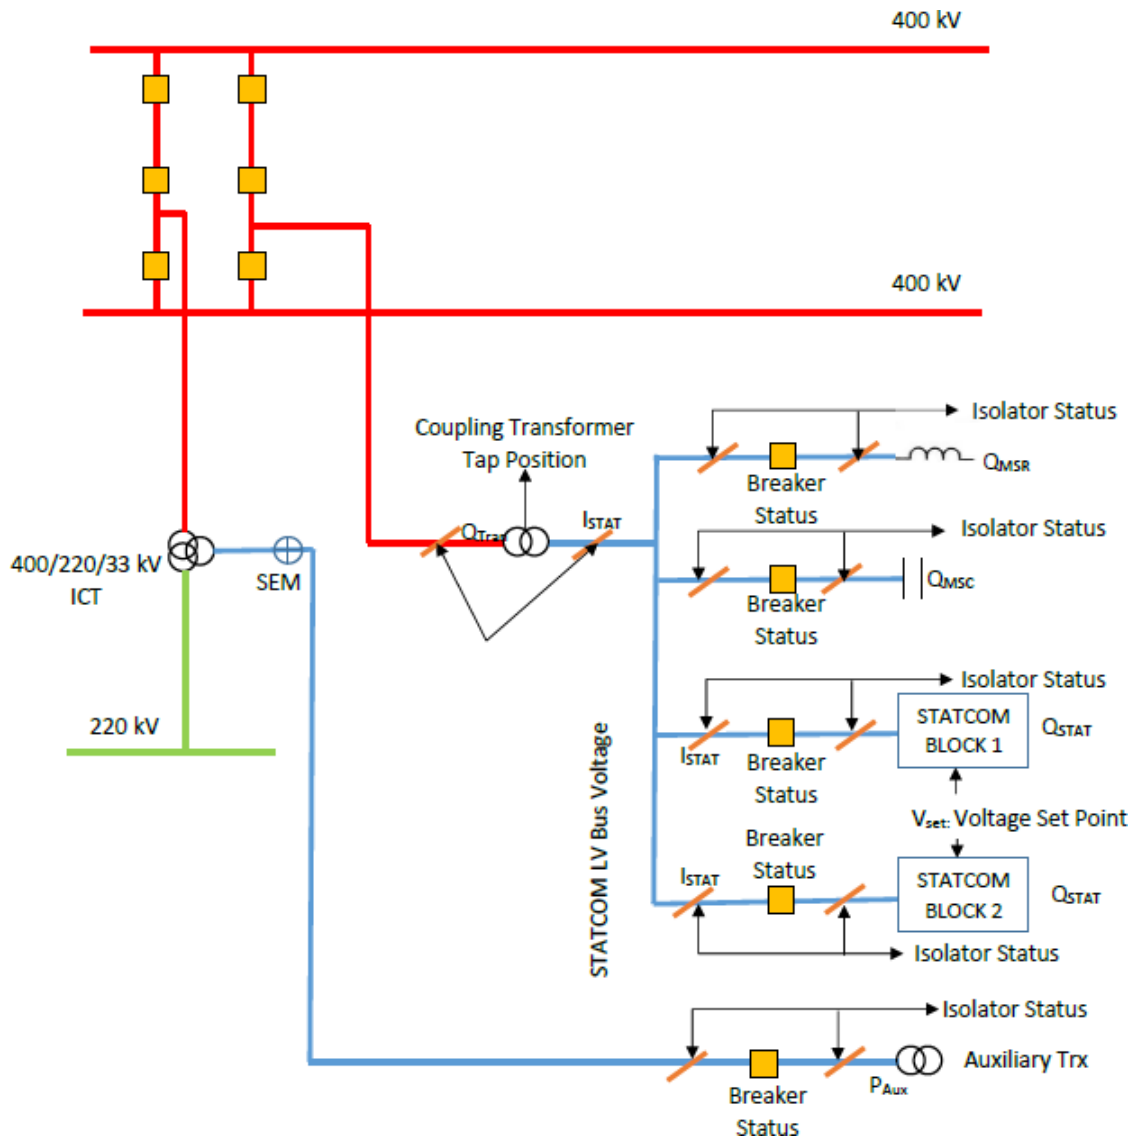 400 kV
400 kV
Isolator Status
Coupling Transformer
Tap Position
QMSR
Breaker
Status
QTran
ISTAT
Isolator Status
400/220/33 kV
ICT
SEM
QMSC
Breaker
Status
Isolator Status
220 kV
STATCOM
BLOCK 1
QSTAT
ISTAT
Breaker
Status
STATCOM LV Bus Voltage
Vset: Voltage Set Point
Breaker
Status
ISTAT
STATCOM
BLOCK 2
QSTAT
Isolator Status
Isolator Status
Auxiliary Trx
PAux
Breaker
Status